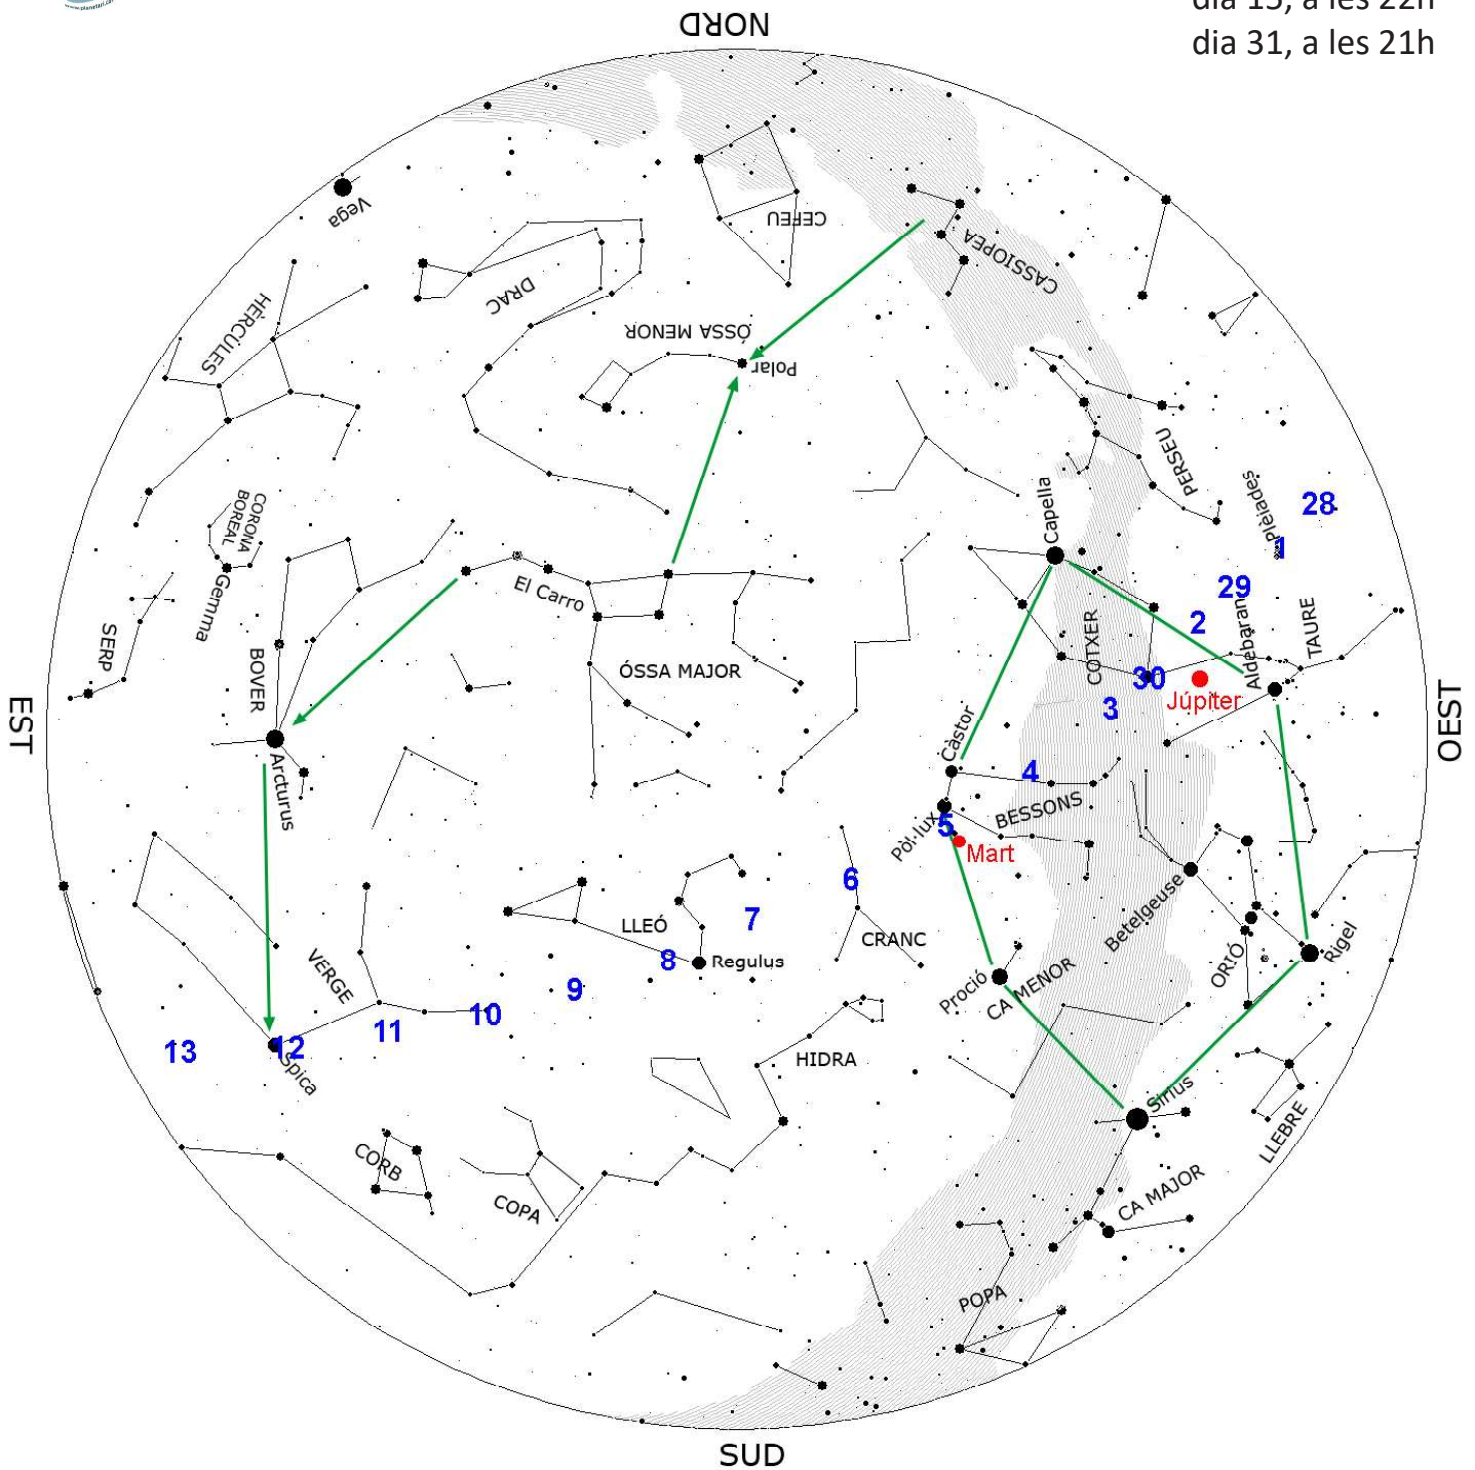 www.planetari.cat
dia 15, a les 22h
dia 31, a les 21h
NORD
Vega
CEFEU
CASSIOPEA
DRAC
HÈRCULES
ÓSSA MENOR
Polar
PERSEU
Capella
Plèiades
28
1
CORONA
BOREAL
Gemma
El Carro
29
2
Aldebaran
TAURE
COTXER
SERP
BOVER
ÓSSA MAJOR
30
Júpiter
3
EST
OEST
Càstor
4
Arcturus
BESSONS
5
Pòl·lux
Mart
6
Betelgeuse
LLEÓ
7
CRANC
ORIÓ
Rigel
8
Regulus
VERGE
9
Proció
CA MENOR
10
11
12
13
Spica
HIDRA
Sirius
LLEBRE
CORB
COPA
CA MAJOR
POPA
SUD